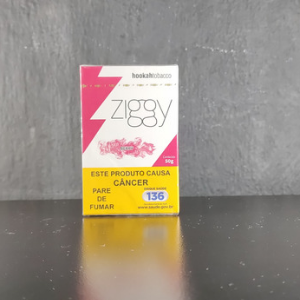 hookahtobacco
ziggy
50g
ESTE PRODUTO CAUSA
CÂNCER
PARE
DE
FUMAR
136